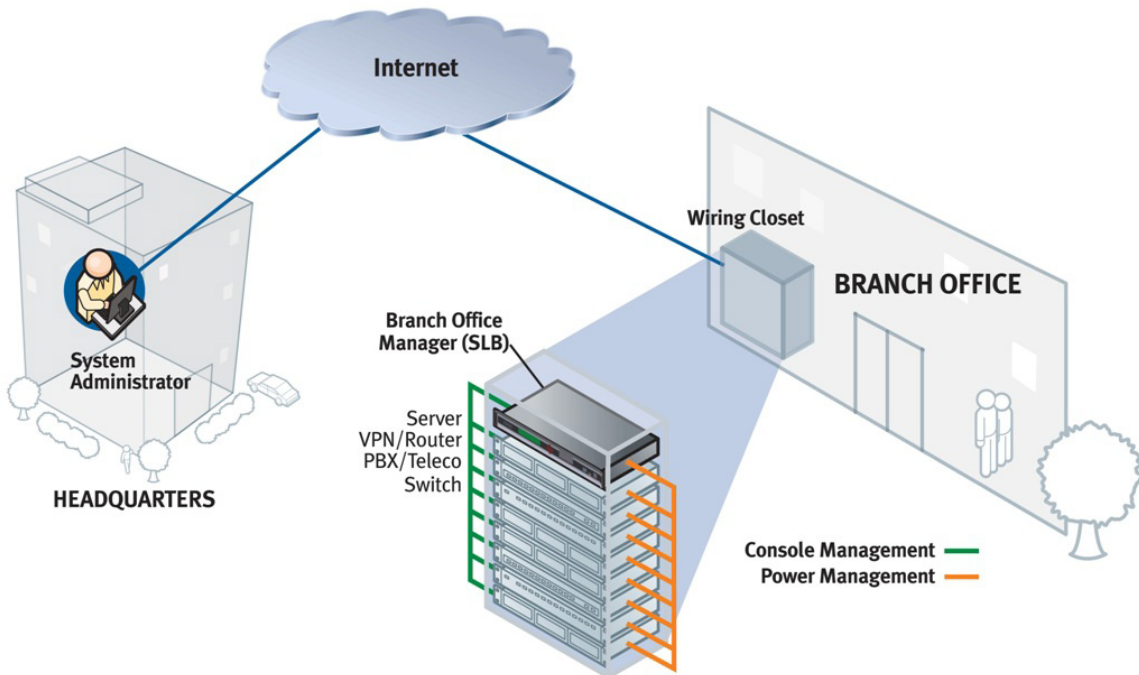 Internet
Wiring Closet
BRANCH OFFICE
Branch Office
Manager (SLB)
System
Administrator
Server
VPN/Router
PBX/Teleco
Switch
HEADQUARTERS
Console Management
Power Management